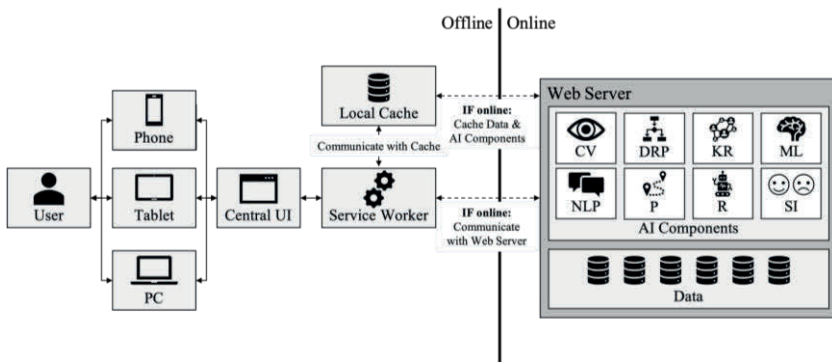 Offline
Online
Phone
User
Tablet
PC
Central UI
Local Cache
Communicate with Cache
Service Worker
IF online:
Cache Data &
AI Components
IF online:
Communicate
with Web Server
Web Server
CV
DRP
KR
ML
NLP
P
R
SI
AI Components
Data